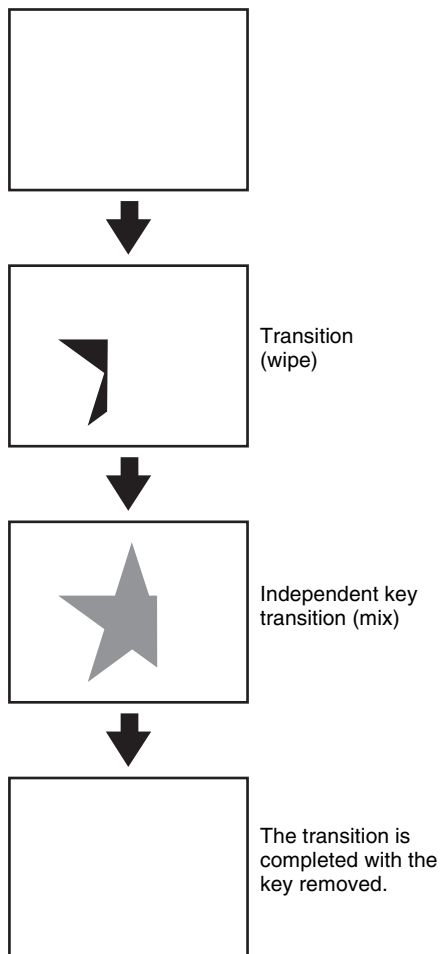 Transition
(wipe)
Independent key
transition (mix)
The transition is
completed with the
key removed.